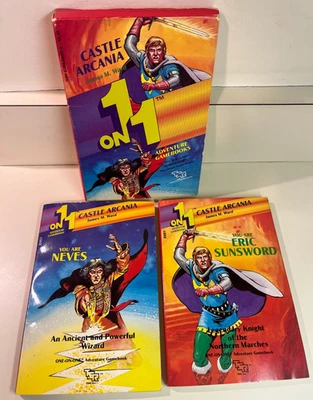 CASTLE
ARCANIA
James M. Ward
1
ON
1
TM
ADVENTURE
GAMEBOOKS
1
ON
1
CASTLE ARCANIA
James M. Ward
YOU ARE
NEVES
An Ancient and Powerful
Wizard
ONE-ON-ONE Adventure Gamebook
1
ON
1
CASTLE ARCANIA
James M. Ward
YOU ARE
ERIC
SUNSWORD
Knight
of the
Northern Marches
ONE-ON-ONE Adventure Gamebook